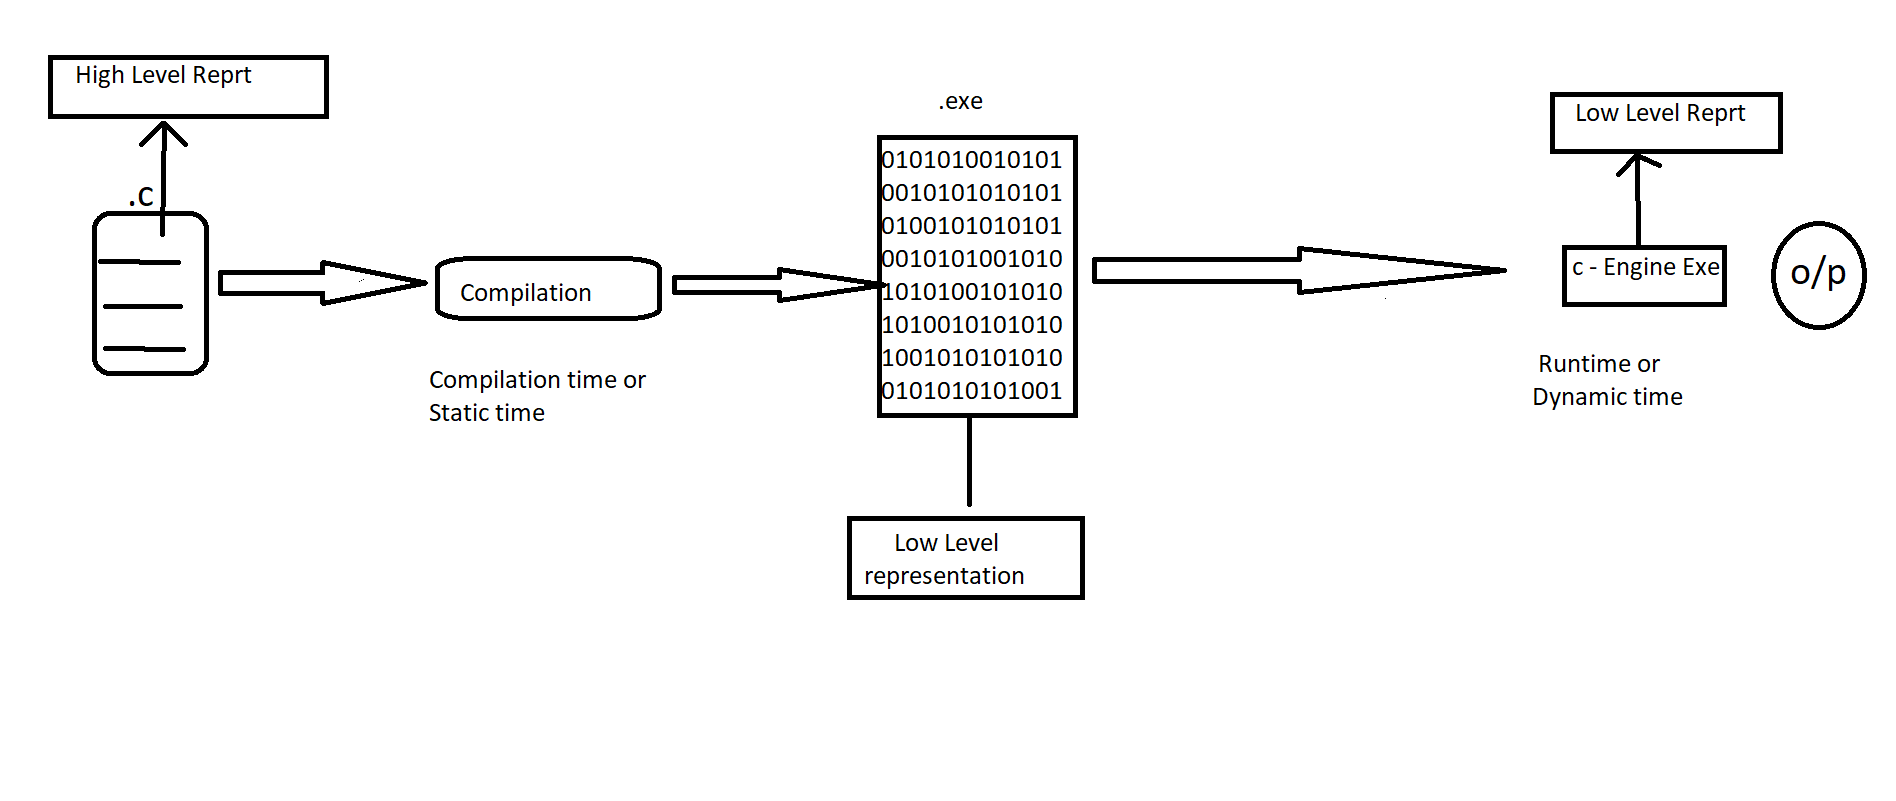 High Level Reprt
.c
Compilation
Compilation time or
Static time
.exe
0101010010101
0010101010101
0100101010101
0010101001010
1010100101010
1010010101010
1001010101010
0101010101001
Low Level
representation
Low Level Reprt
c - Engine Exe
o/p
Runtime or
Dynamic time